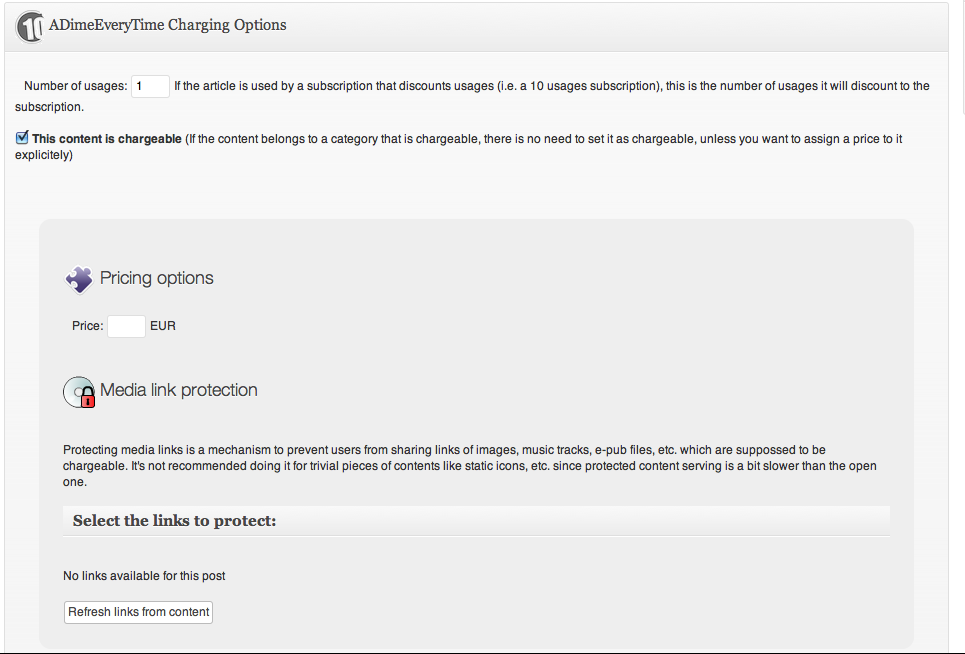 10 ADimeEveryTime Charging Options
Number of usages: 1 If the article is used by a subscription that discounts usages (i.e. a 10 usages subscription), this is the number of usages it will discount to the
subscription.
This content is chargeable (If the content belongs to a category that is chargeable, there is no need to set it as chargeable, unless you want to assign a price to it
explicitely)
Pricing options
Price: EUR
Media link protection
Protecting media links is a mechanism to prevent users from sharing links of images, music tracks, e-pub files, etc. which are suppossed to be
chargeable. It's not recommended doing it for trivial pieces of contents like static icons, etc. since protected content serving is a bit slower than the open
one.
Select the links to protect:
No links available for this post
Refresh links from content